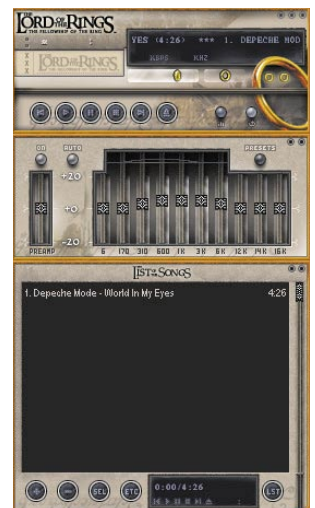 THE LORD OF THE RINGS™
THE FELLOWSHIP OF THE RING
YES (4:26) *** 1. DEPECHE MOD
LORD OF THE RINGS
KBPS KHZ
ON AUTO PRESETS
+20
+0
-20
PREAMP 6 170 310 600 1K 3K 6K 12K 14K 16K
LIST OF SONGS
1. Depeche Mode - World In My Eyes 4:26
SEL ETC 0:00/4:26 LST